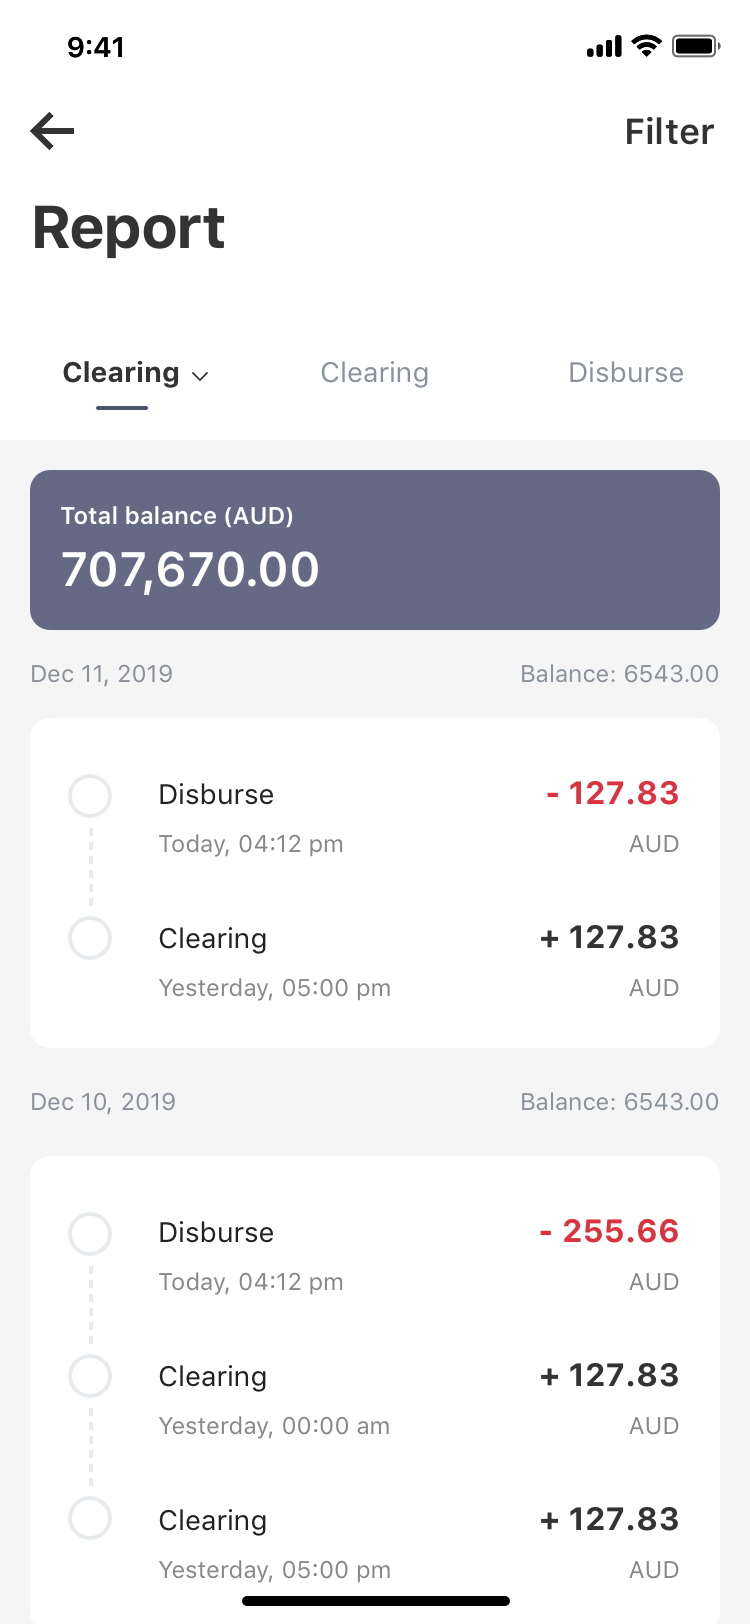 9:41
Filter
Report
Clearing Clearing Disburse
Total balance (AUD)
707,670.00
Dec 11, 2019 Balance: 6543.00
Disburse - 127.83
Today, 04:12 pm AUD
Clearing + 127.83
Yesterday, 05:00 pm AUD
Dec 10, 2019 Balance: 6543.00
Disburse - 255.66
Today, 04:12 pm AUD
Clearing + 127.83
Yesterday, 00:00 am AUD
Clearing + 127.83
Yesterday, 05:00 pm AUD